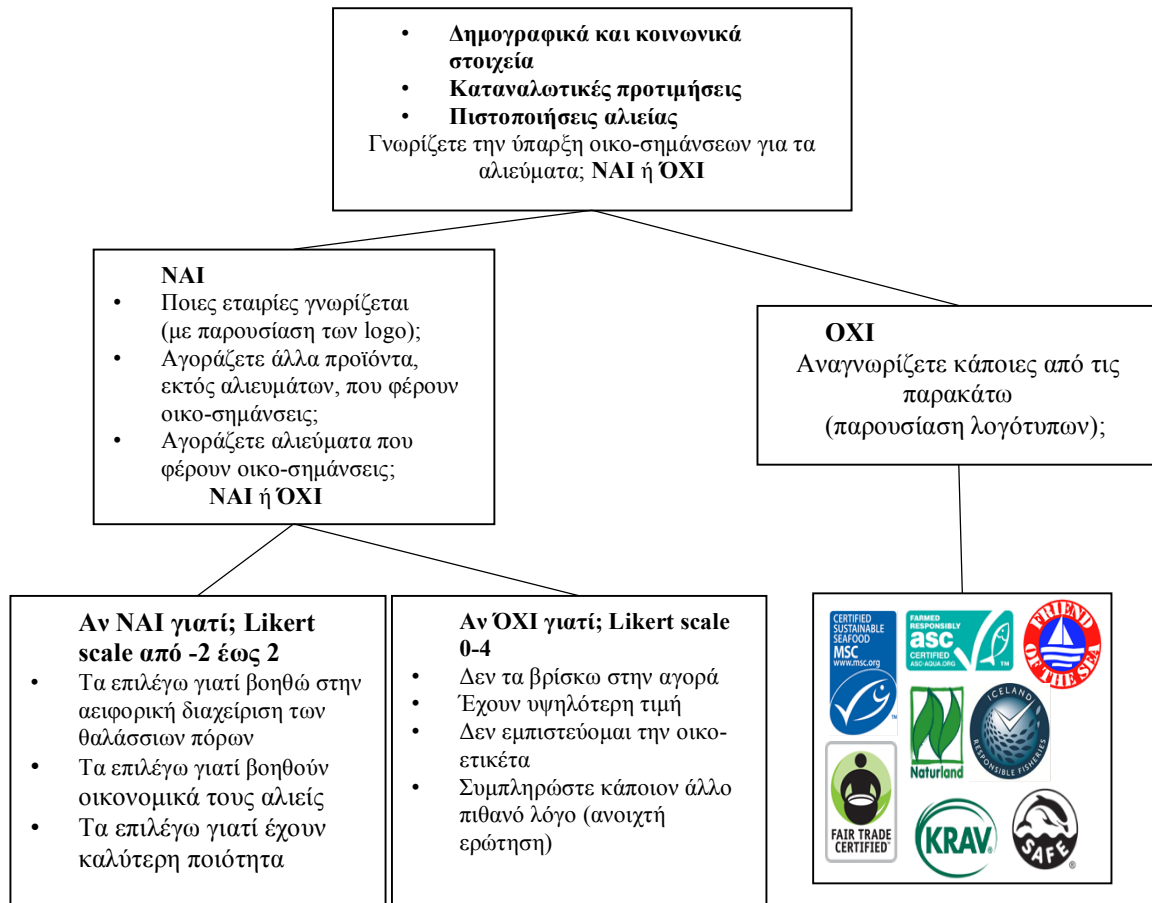 • Δημογραφικά και κοινωνικά
στοιχεία
• Καταναλωτικές προτιμήσεις
• Πιστοποιήσεις αλιείας
Γνωρίζετε την ύπαρξη οικο-σημάνσεων για τα
αλιεύματα; ΝΑΙ ή ΌΧΙ
ΝΑΙ
• Ποιες εταιρίες γνωρίζεται
(με παρουσίαση των logo);
• Αγοράζετε άλλα προϊόντα,
εκτός αλιευμάτων, που φέρουν
οικο-σημάνσεις;
• Αγοράζετε αλιεύματα που
φέρουν οικο-σημάνσεις;
ΝΑΙ ή ΌΧΙ
ΟΧΙ
Αναγνωρίζετε κάποιες από τις
παρακάτω
(παρουσίαση λογότυπων);
Αν ΝΑΙ γιατί; Likert
scale από -2 έως 2
• Τα επιλέγω γιατί βοηθώ στην
αειφορική διαχείριση των
θαλάσσιων πόρων
• Τα επιλέγω γιατί βοηθούν
οικονομικά τους αλιείς
• Τα επιλέγω γιατί έχουν
καλύτερη ποιότητα
Αν ΌΧΙ γιατί; Likert scale
0-4
• Δεν τα βρίσκω στην αγορά
• Έχουν υψηλότερη τιμή
• Δεν εμπιστεύομαι την οικο-
ετικέτα
• Συμπληρώστε κάποιον άλλο
πιθανό λόγο (ανοιχτή
ερώτηση)
CERTIFIED
SUSTAINABLE
SEAFOOD
MSC
www.msc.org
TM
FARMED
RESPONSIBLY
asc
CERTIFIED
ASC-AQUA.ORG
TM
FRIEND
OF THE SEA
Naturland
ICELAND
RESPONSIBLE FISHERIES
FAIR TRADE
CERTIFIED™
KRAV
SAFE
®